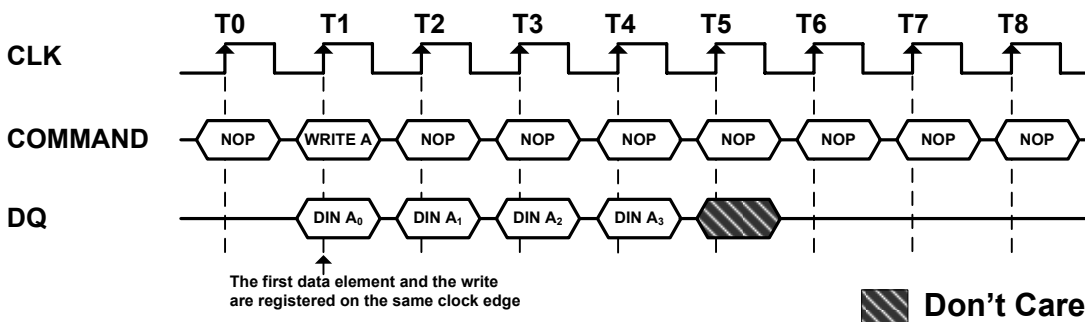 T0 T1 T2 T3 T4 T5 T6 T7 T8
CLK
COMMAND NOP WRITE A NOP NOP NOP NOP NOP NOP NOP
DQ DIN A0 DIN A1 DIN A2 DIN A3
The first data element and the write
are registered on the same clock edge
Don't Care